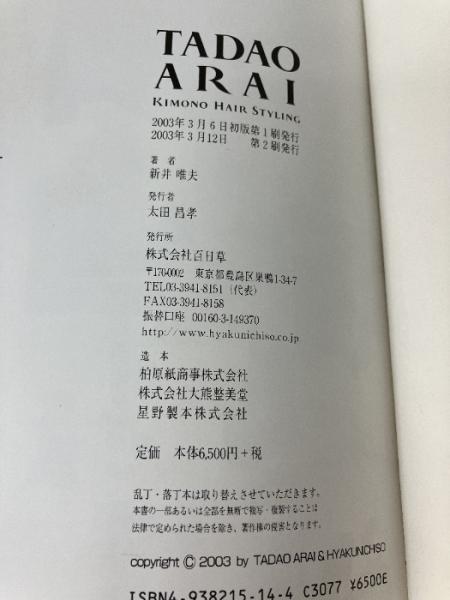 TADAO
ARAI
KIMONO HAIR STYLING
2003年3月6日初版第1刷発行
2003年3月12日 第2刷発行
著 者
新井 唯夫
発行者
太田 昌孝
発行所
株式会社百日草
〒170-0002 東京都豊島区巣鴨1-34-7
TEL03-3941-8151 (代表)
FAX03-3941-8158
振替口座 00160-3-149370
http://www.hyakunichiso.co.jp
造 本
柏原紙商事株式会社
株式会社大熊整美堂
星野製本株式会社
定価 本体6,500円+税
乱丁・落丁本は取り替えさせていただきます。
本書の一部あるいは全部を無断で複写・複製することは
法律で定められた場合を除き、著作権の侵害となります。
copyright © 2003 by TADAO ARAI & HYAKUNICHISO
ISBN4-938215-14-4 C3077 ¥6500E